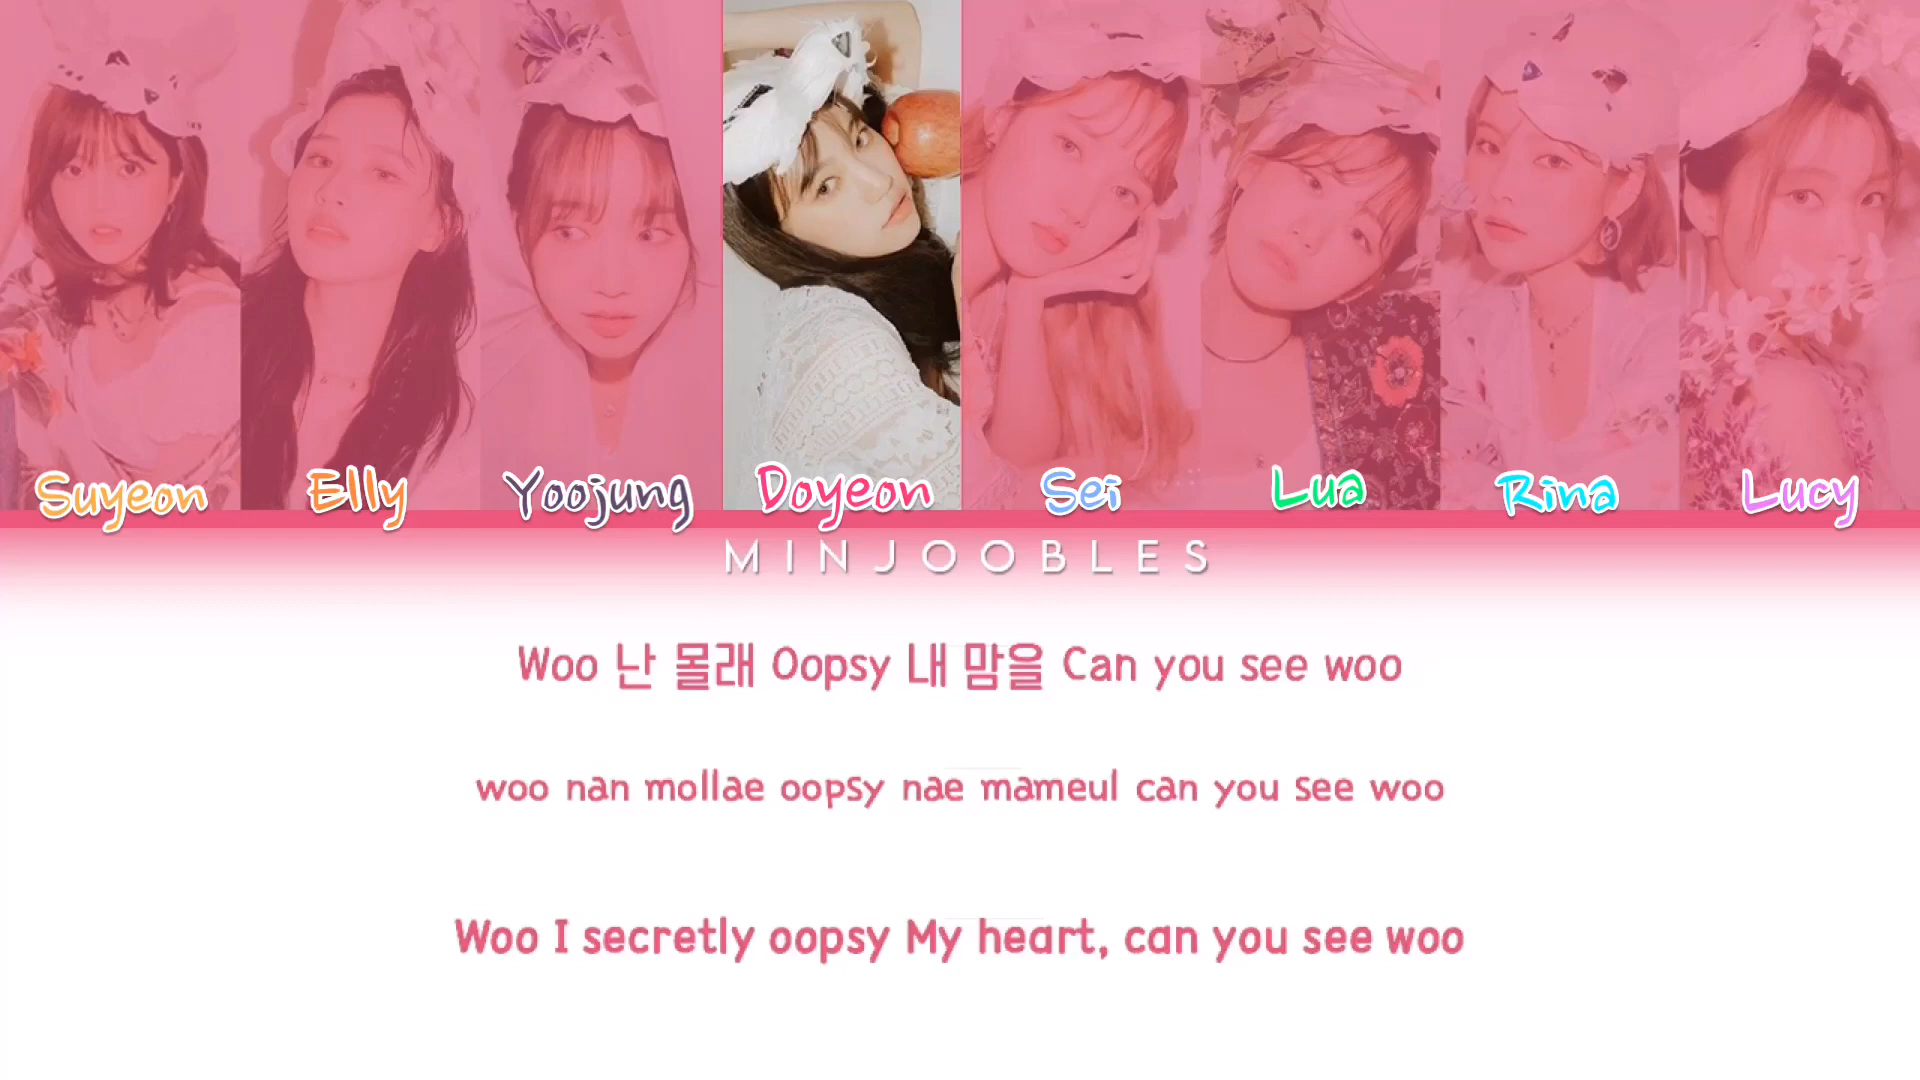 Suyeon Elly Yoojung Doyeon Sei Lua Rina Lucy
MINJOOBLES
Woo 난 몰래 Oopsy 내 맘을 Can you see woo
woo nan mollae oopsy nae mameul can you see woo
Woo I secretly oopsy My heart, can you see woo